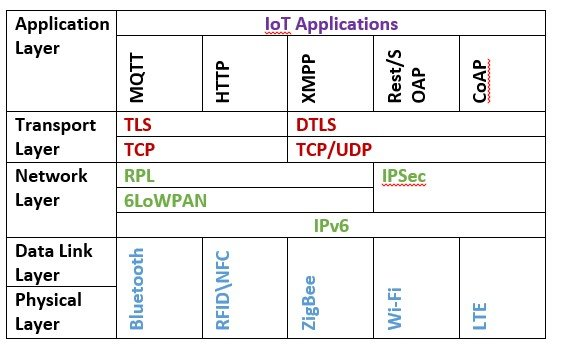 Application
Layer
IoT Applications
MQTT
HTTP
XMPP
Rest/S
OAP
CoAP
Transport
Layer
TLS
DTLS
TCP
TCP/UDP
Network
Layer
RPL
IPSec
6LoWPAN
IPv6
Data Link
Layer
Physical
Layer
Bluetooth
RFID\NFC
ZigBee
Wi-Fi
LTE